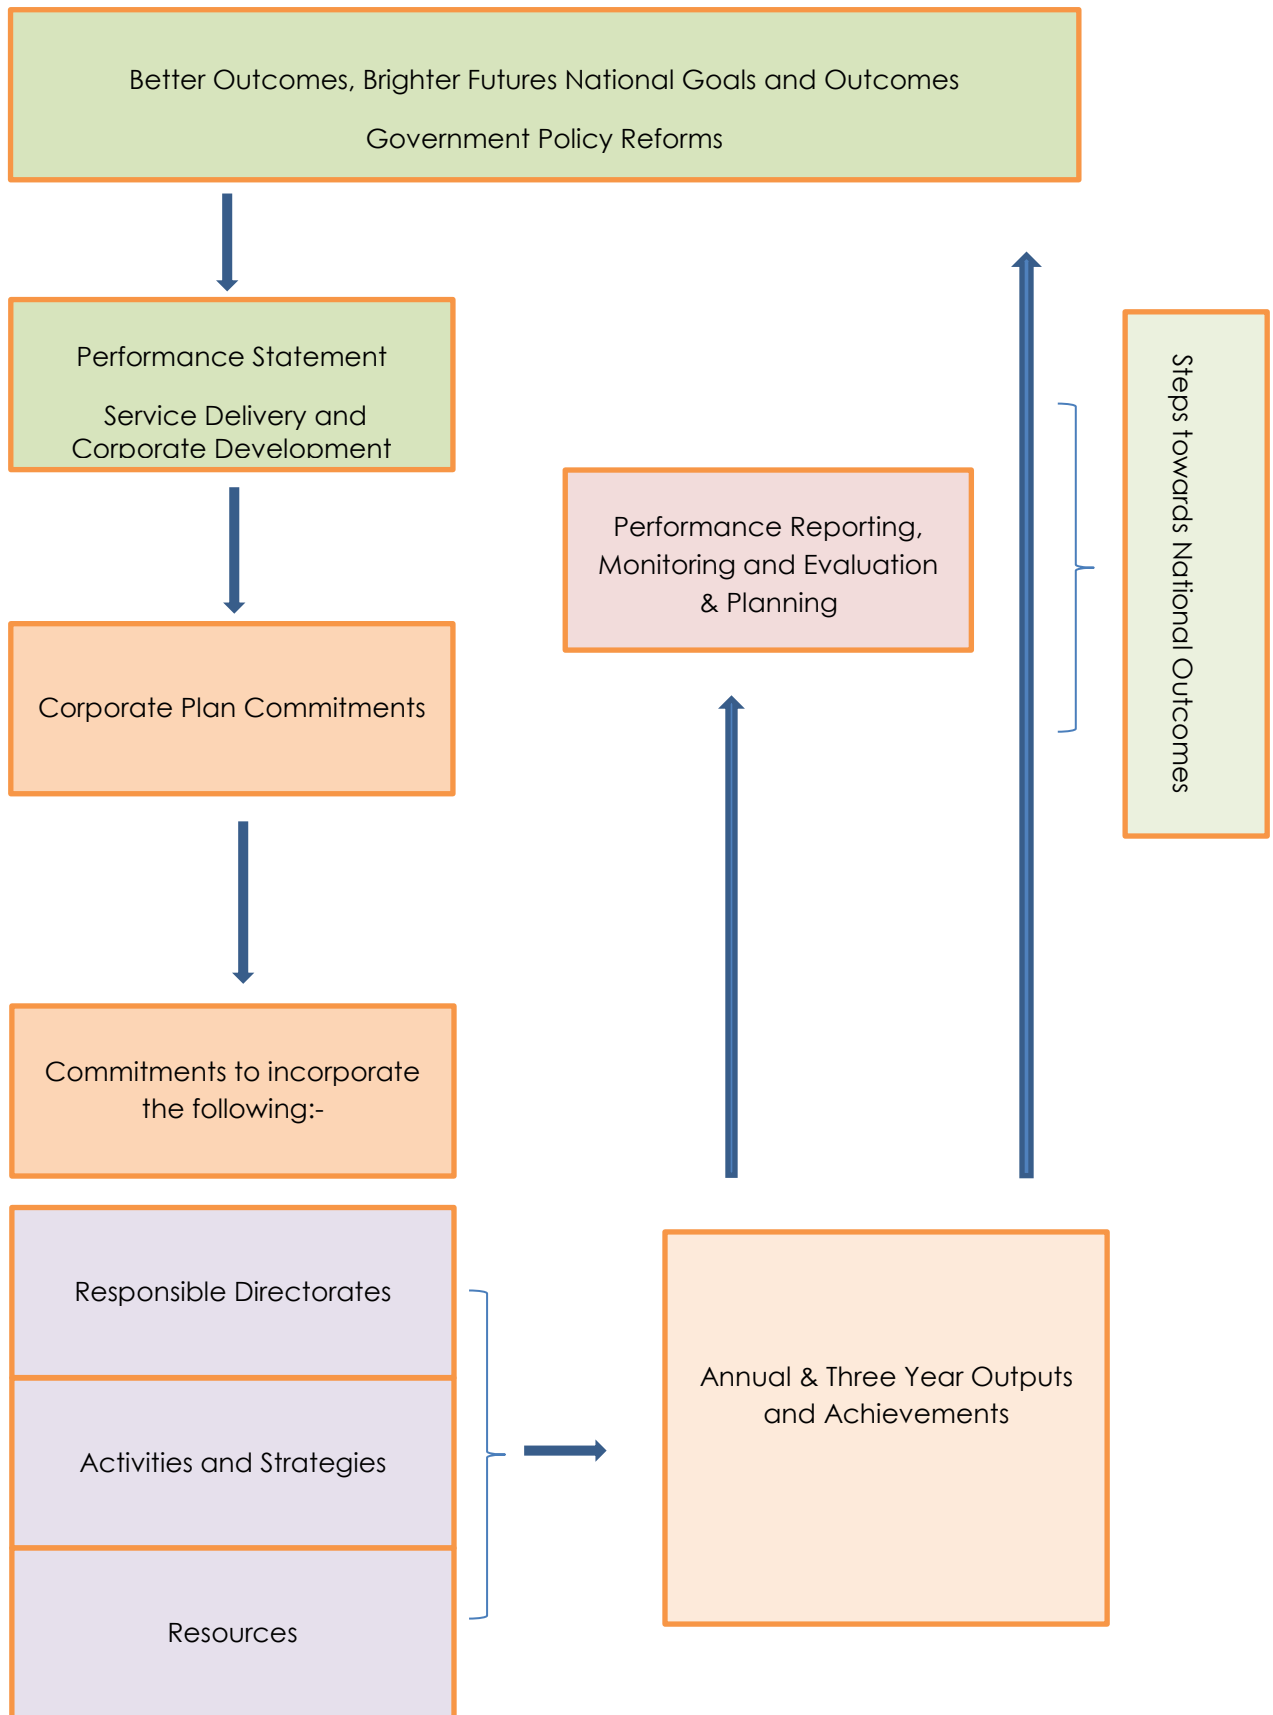 Better Outcomes, Brighter Futures National Goals and Outcomes
Government Policy Reforms
Performance Statement
Service Delivery and
Corporate Development
Performance Reporting,
Monitoring and Evaluation
& Planning
Steps towards National Outcomes
Corporate Plan Commitments
Commitments to incorporate
the following:-
Responsible Directorates
Activities and Strategies
Resources
Annual & Three Year Outputs
and Achievements